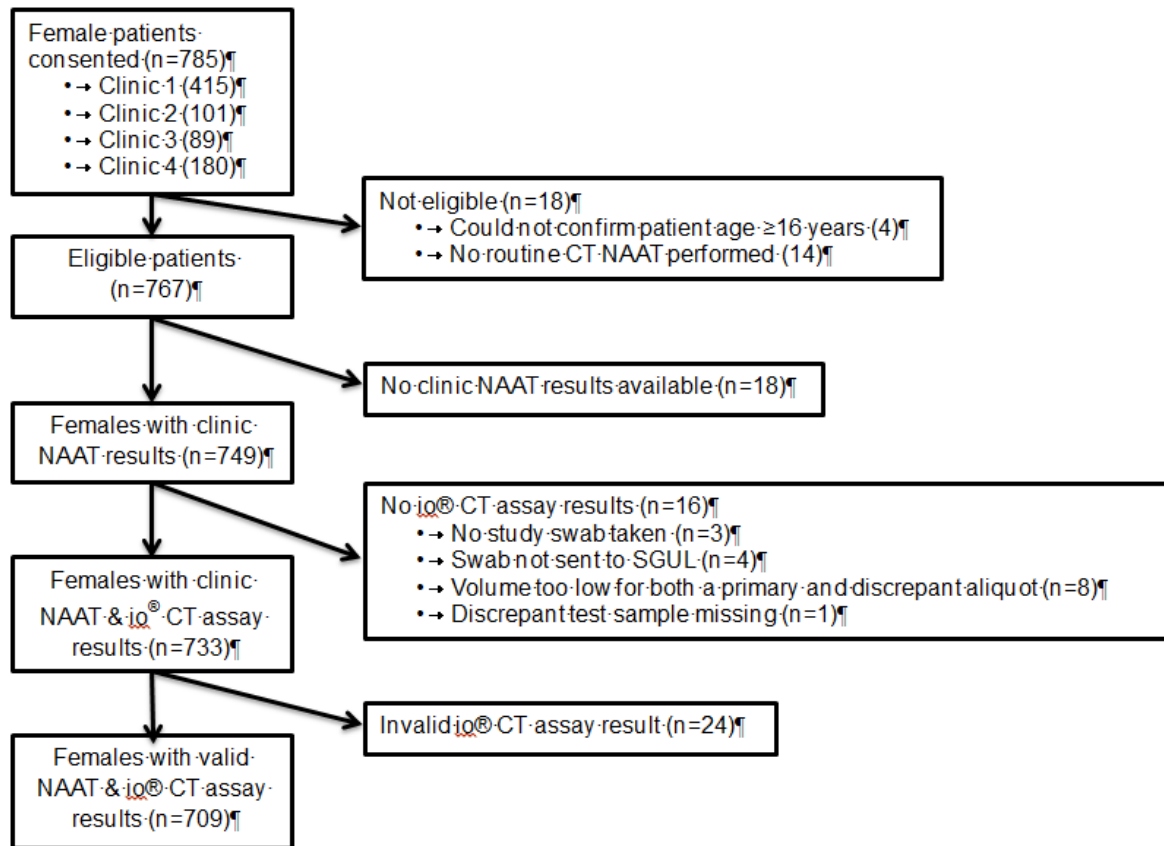 Female·patients·
consented·(n=785)¶
•→Clinic·1·(415)¶
•→Clinic·2·(101)¶
•→Clinic·3·(89)¶
•→Clinic·4·(180)¶
Not·eligible·(n=18)¶
•→Could·not·confirm·patient·age·≥16·years·(4)¶
•→No·routine·CT·NAAT·performed·(14)¶
Eligible·patients·
(n=767)¶
No·clinic·NAAT·results·available·(n=18)¶
Females·with·clinic·
NAAT·results·(n=749)¶
No·io®·CT·assay·results·(n=16)¶
•→No·study·swab·taken·(n=3)¶
•→Swab·not·sent·to·SGUL·(n=4)¶
•→Volume·too·low·for·both·a·primary·and·discrepant·aliquot·(n=8)¶
•→Discrepant·test·sample·missing·(n=1)¶
Females·with·clinic·
NAAT·&·io®·CT·assay·
results·(n=733)¶
Invalid·io®·CT·assay·result·(n=24)¶
Females·with·valid·
NAAT·&·io®·CT·assay·
results·(n=709)¶